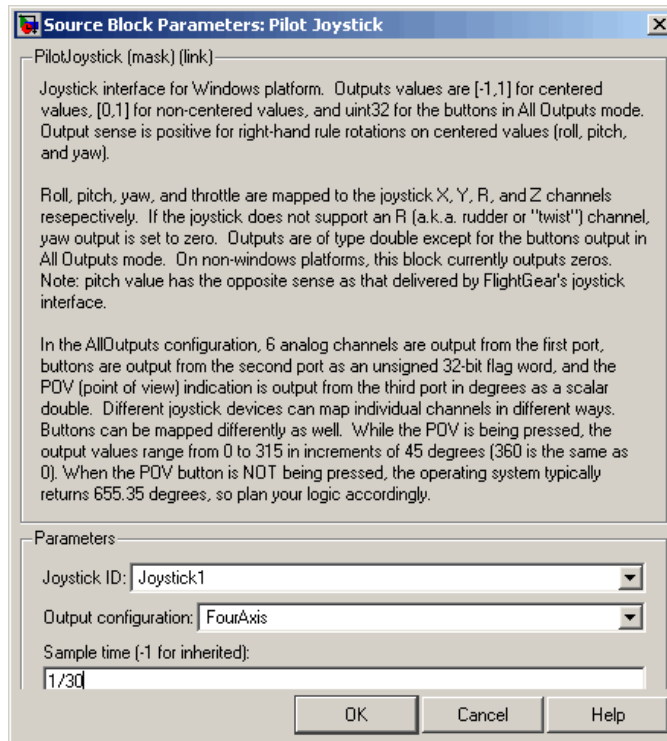 Source Block Parameters: Pilot Joystick
PilotJoystick (mask) (link)
Joystick interface for Windows platform.  Outputs values are [-1,1] for centered
values, [0,1] for non-centered values, and uint32 for the buttons in All Outputs mode.
Output sense is positive for right-hand rule rotations on centered values (roll, pitch,
and yaw).
Roll, pitch, yaw, and throttle are mapped to the joystick X, Y, R, and Z channels
resepectively.  If the joystick does not support an R (a.k.a. rudder or "twist") channel,
yaw output is set to zero.  Outputs are of type double except for the buttons output in
All Outputs mode.  On non-windows platforms, this block currently outputs zeros.
Note: pitch value has the opposite sense as that delivered by FlightGear's joystick
interface.
In the AllOutputs configuration, 6 analog channels are output from the first port,
buttons are output from the second port as an unsigned 32-bit flag word, and the
POV (point of view) indication is output from the third port in degrees as a scalar
double.  Different joystick devices can map individual channels in different ways.
Buttons can be mapped differently as well.  While the POV is being pressed, the
output values range from 0 to 315 in increments of 45 degrees (360 is the same as
0). When the POV button is NOT being pressed, the operating system typically
returns 655.35 degrees, so plan your logic accordingly.
Parameters
Joystick ID: Joystick1
Output configuration: FourAxis
Sample time (-1 for inherited):
1/30
OK Cancel Help